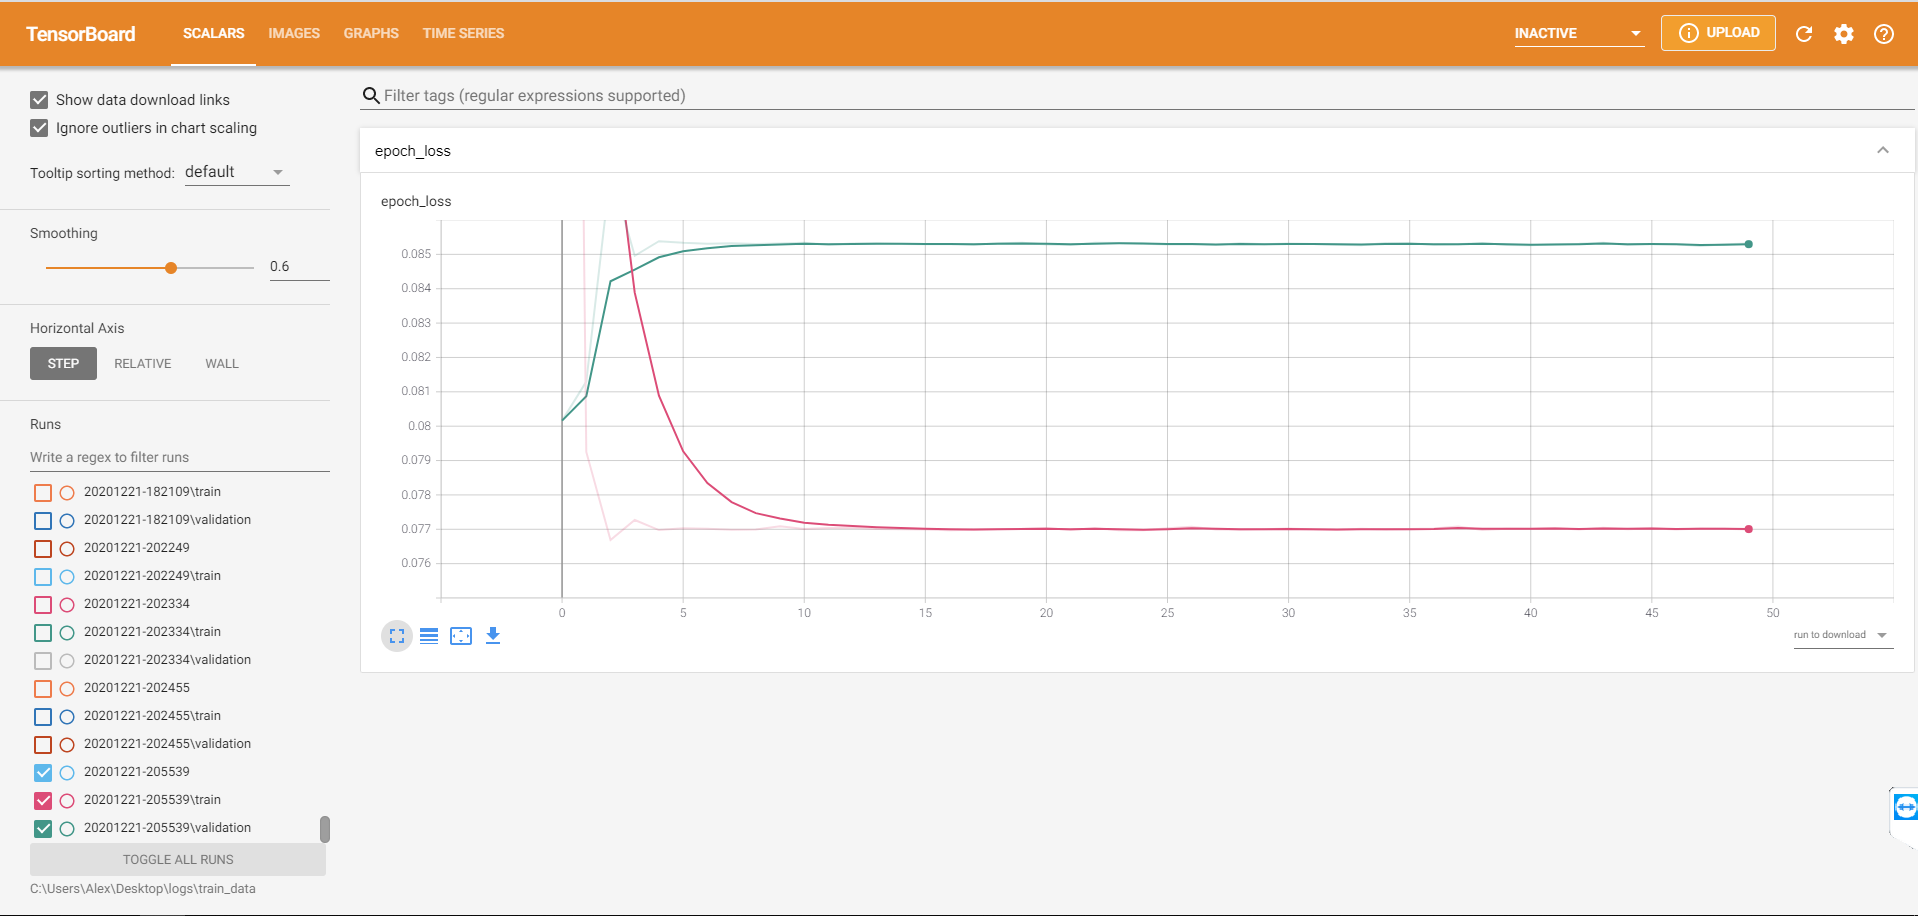 TensorBoard SCALARS IMAGES GRAPHS TIME SERIES INACTIVE UPLOAD
Show data download links
Ignore outliers in chart scaling
Tooltip sorting method: default
Smoothing
0.6
Horizontal Axis
STEP RELATIVE WALL
Runs
Write a regex to filter runs
20201221-182109\train
20201221-182109\validation
20201221-202249
20201221-202249\train
20201221-202334
20201221-202334\train
20201221-202334\validation
20201221-202455
20201221-202455\train
20201221-202455\validation
20201221-205539
20201221-205539\train
20201221-205539\validation
TOGGLE ALL RUNS
C:\Users\Alex\Desktop\logs\train_data
Filter tags (regular expressions supported)
epoch_loss
epoch_loss
0.085
0.084
0.083
0.082
0.081
0.08
0.079
0.078
0.077
0.076
0 5 10 15 20 25 30 35 40 45 50
run to download